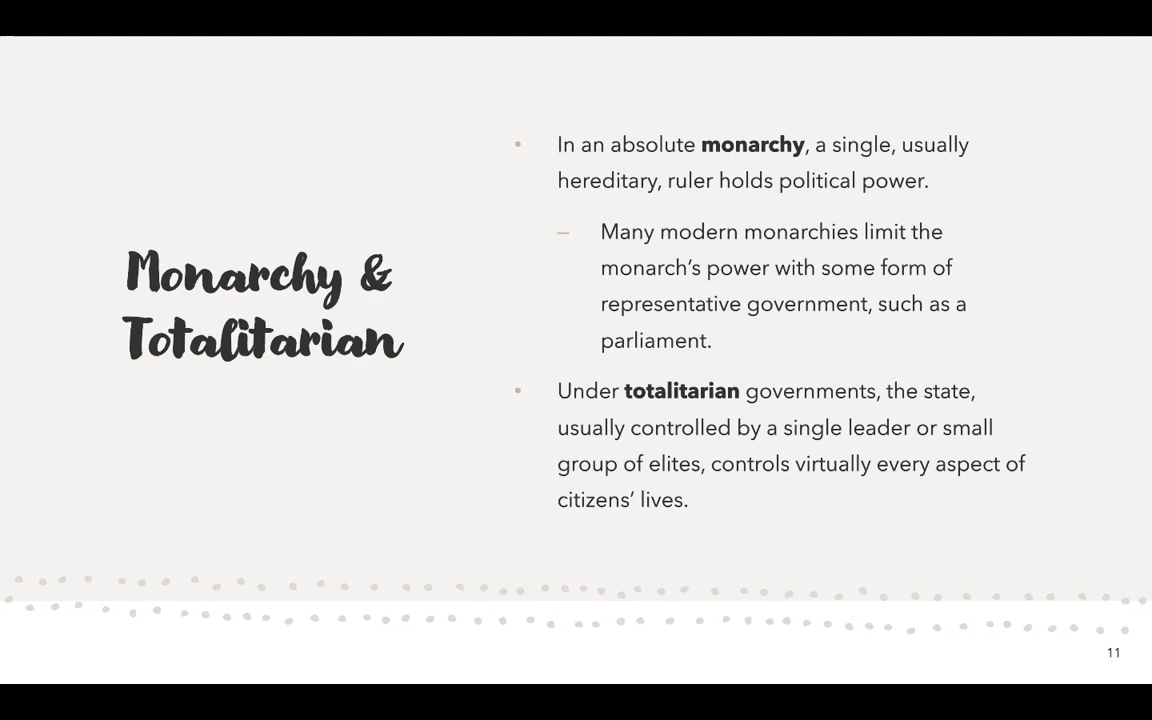 Monarchy &
Totalitarian
• In an absolute monarchy, a single, usually
hereditary, ruler holds political power.
– Many modern monarchies limit the
monarch’s power with some form of
representative government, such as a
parliament.
• Under totalitarian governments, the state,
usually controlled by a single leader or small
group of elites, controls virtually every aspect of
citizens’ lives.
11